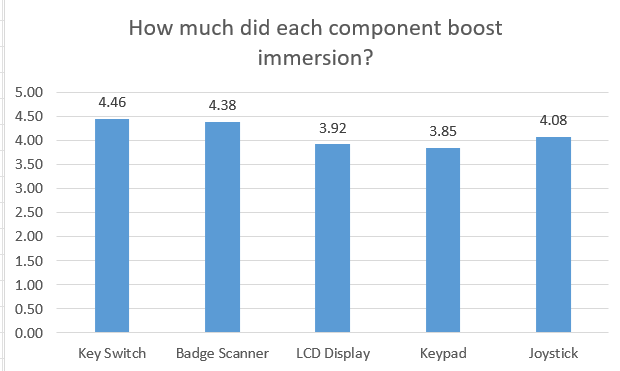 How much did each component boost
immersion?
5.00
4.50
4.00
3.50
3.00
2.50
2.00
1.50
1.00
0.50
0.00
4.46
4.38
3.92
3.85
4.08
Key Switch
Badge Scanner
LCD Display
Keypad
Joystick